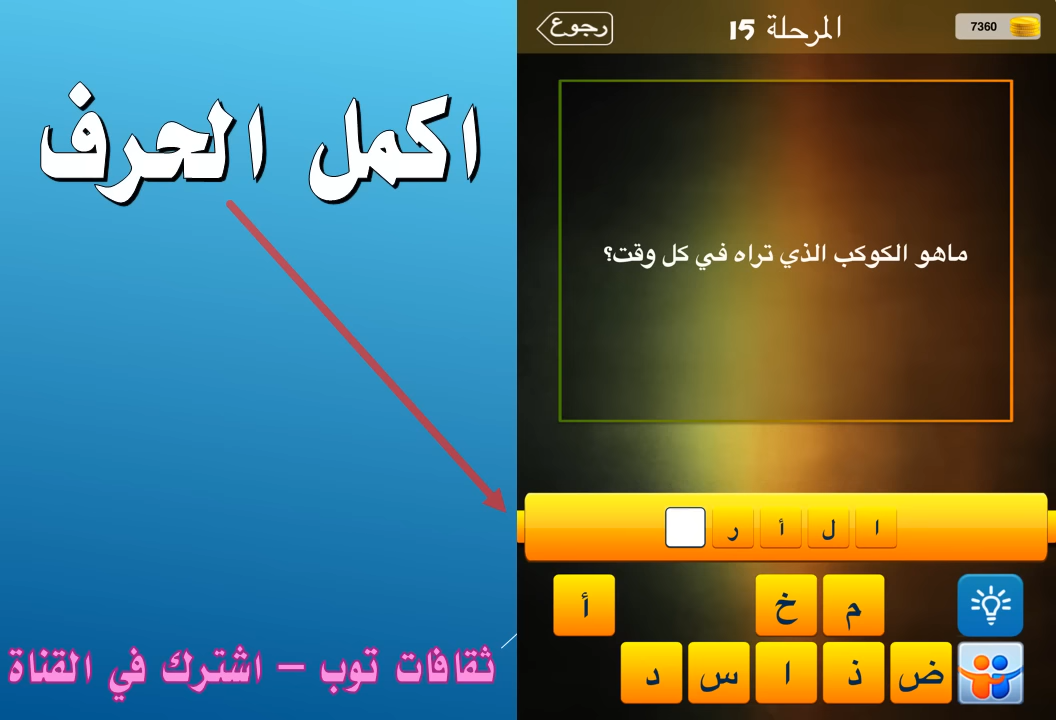 اكمل الحرف
ثقافات توب – اشترك في القناة
رجوع
المرحلة 15
7360
ماهو الكوكب الذي تراه في كل وقت؟
ا ل أ ر
م خ أ
ض ذ ا س د